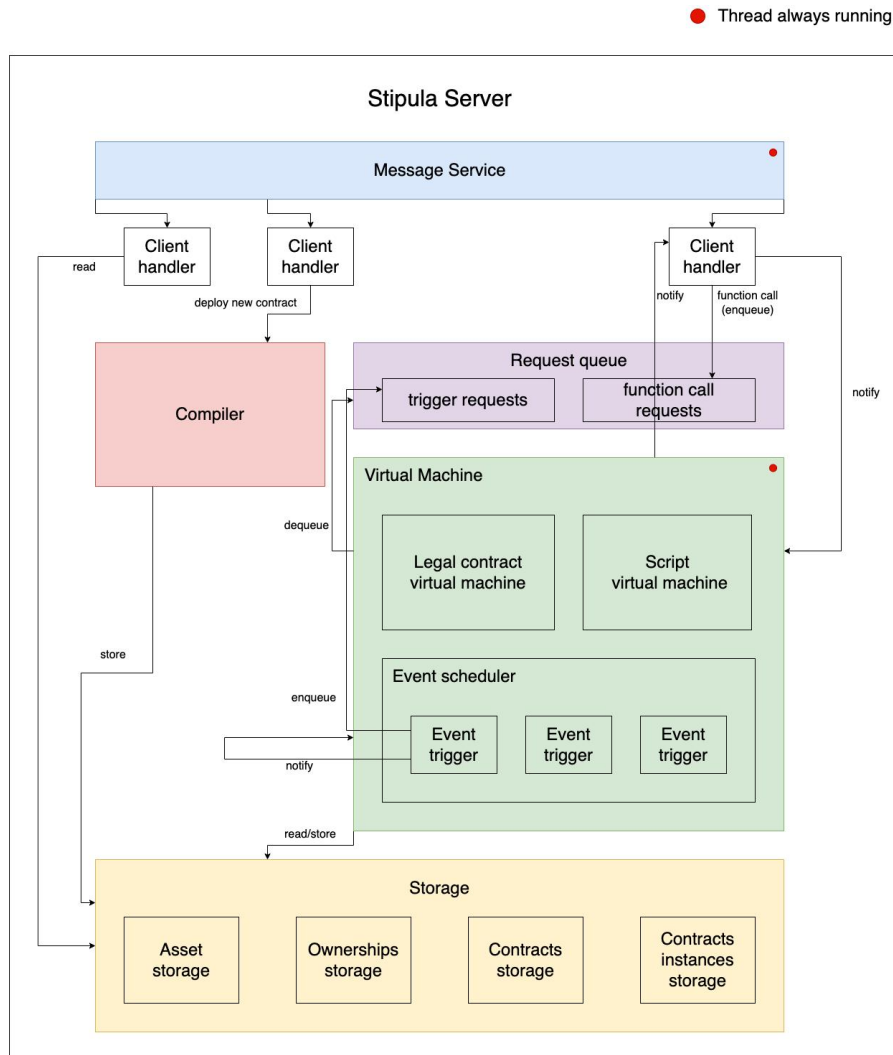 Thread always running
Stipula Server
Message Service
Client
handler
Client
handler
Client
handler
read
deploy new contract
notify
function call
(enqueue)
Compiler
Request queue
trigger requests
function call
requests
notify
Virtual Machine
dequeue
Legal contract
virtual machine
Script
virtual machine
store
Event scheduler
enqueue
Event
trigger
Event
trigger
Event
trigger
notify
read/store
Storage
Asset
storage
Ownerships
storage
Contracts
storage
Contracts
instances
storage